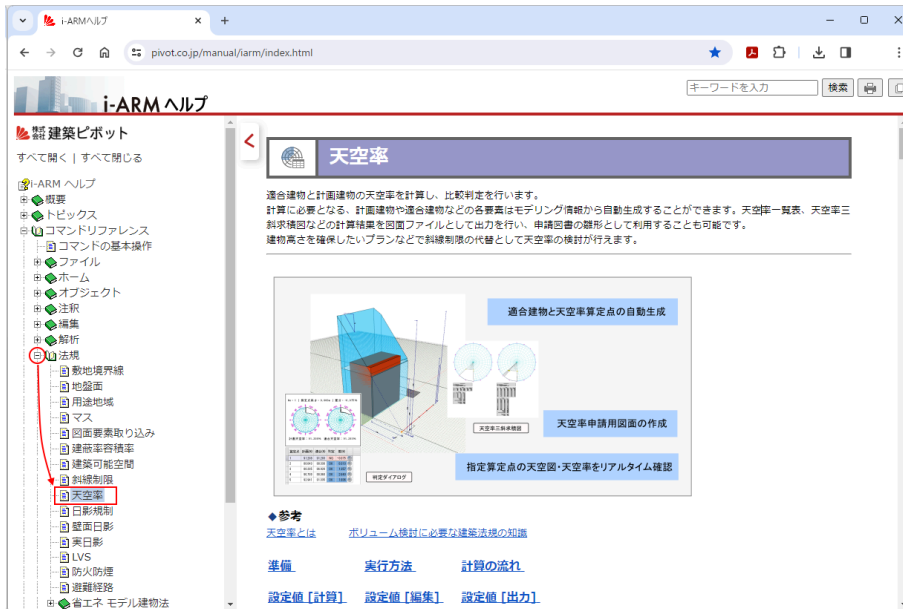 i-ARMヘルプ
pivot.co.jp/manual/iarm/index.html
i-ARM ヘルプ
キーワードを入力
検索
株式会社 建築ピボット
すべて開く | すべて閉じる
i-ARM ヘルプ
概要
トピックス
コマンドリファレンス
コマンドの基本操作
ファイル
ホーム
オブジェクト
注釈
編集
解析
法規
敷地境界線
地盤面
用途地域
マス
図面要素取り込み
建蔽率容積率
建築可能空間
斜線制限
天空率
日影規制
壁面日影
実日影
LVS
防火防煙
避難経路
省エネ モデル建物法
天空率
適合建物と計画建物の天空率を計算し、比較判定を行います。
計算に必要となる、計画建物や適合建物などの各要素はモデリング情報から自動生成することができます。天空率一覧表、天空率三
斜求積図などの計算結果を図面ファイルとして出力を行い、申請図書の雛形として利用することも可能です。
建物高さを確保したいプランなどで斜線制限の代替として天空率の検討が行えます。
適合建物と天空率算定点の自動生成
天空率三斜求積図
天空率申請用図面の作成
判定ダイアログ
指定算定点の天空図・天空率をリアルタイム確認
◆参考
天空率とは ボリューム検討に必要な建築法規の知識
準備 実行方法 計算の流れ
設定値 [計算] 設定値 [編集] 設定値 [出力]